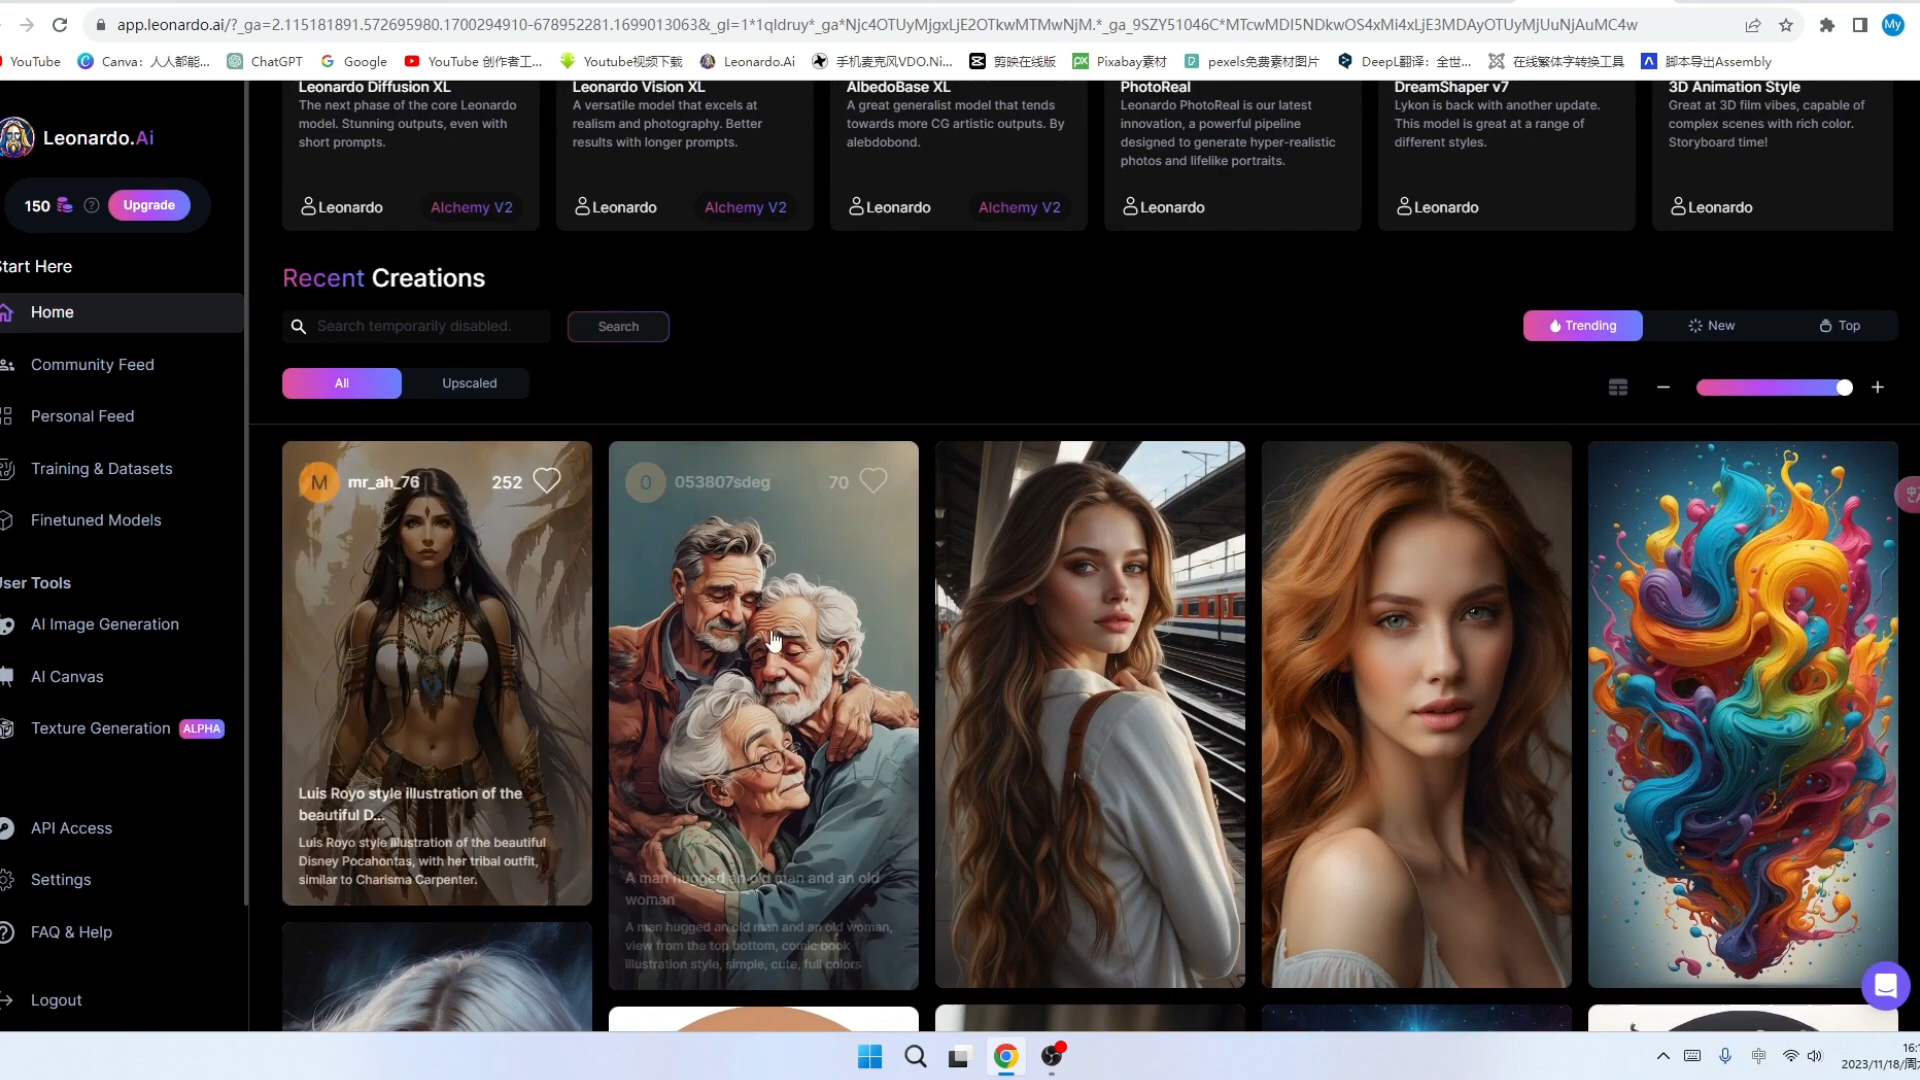 app.leonardo.ai/?_ga=2.115181891.572695980.1700294910-678952281.1699013063&_gl=1*1qldruy*_ga*Njc4OTUyMjgxLjE2OTkwMTMwNjM.*_ga_9SZY51046C*MTcwMDI5NDkwOS4xMi4xLjE3MDAyOTUyMjUuNjAuMC4w
My
YouTube
Canva：人人都能...
ChatGPT
Google
YouTube 创作者工...
Youtube视频下载
Leonardo.Ai
手机麦克风VDO.Ni...
剪映在线版
Pixabay素材
pexels免费素材图片
DeepL翻译：全世...
在线繁体字转换工具
脚本导出Assembly
Leonardo.Ai
150
Upgrade
Start Here
Home
Community Feed
Personal Feed
Training & Datasets
Finetuned Models
User Tools
AI Image Generation
AI Canvas
Texture Generation ALPHA
API Access
Settings
FAQ & Help
Logout
Leonardo Diffusion XL
The next phase of the core Leonardo
model. Stunning outputs, even with
short prompts.
Leonardo
Alchemy V2
Leonardo Vision XL
A versatile model that excels at
realism and photography. Better
results with longer prompts.
Leonardo
Alchemy V2
AlbedoBase XL
A great generalist model that tends
towards more CG artistic outputs. By
alebdobond.
Leonardo
Alchemy V2
PhotoReal
Leonardo PhotoReal is our latest
innovation, a powerful pipeline
designed to generate hyper-realistic
photos and lifelike portraits.
Leonardo
DreamShaper v7
Lykon is back with another update.
This model is great at a range of
different styles.
Leonardo
3D Animation Style
Great at 3D film vibes, capable of
complex scenes with rich color.
Storyboard time!
Leonardo
Recent Creations
Search temporarily disabled.
Search
Trending
New
Top
All
Upscaled
M
mr_ah_76
252
Luis Royo style illustration of the
beautiful D...
Luis Royo style illustration of the beautiful
Disney Pocahontas, with her tribal outfit,
similar to Charisma Carpenter.
0
053807sdeg
70
A man hugged an old man and an old
woman
A man hugged an old man and an old woman,
view from the top bottom, comic book
illustration style, simple, cute, full colors
中
2023/11/18/周